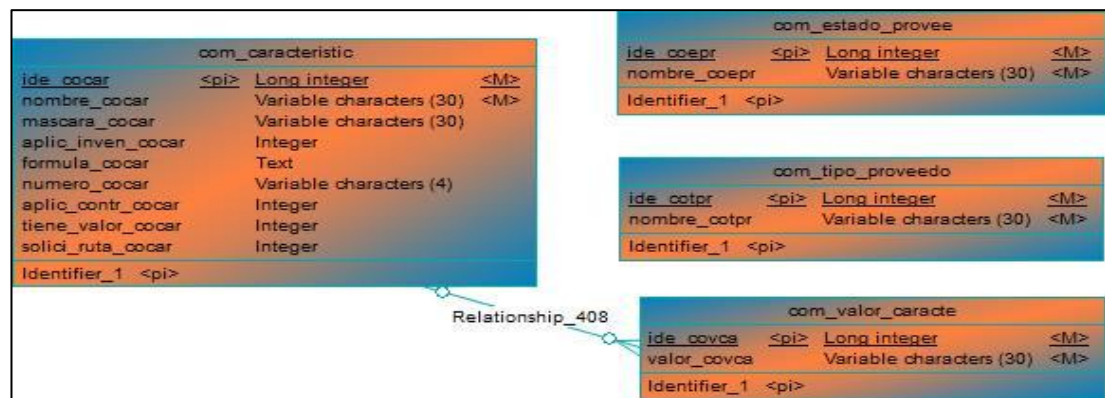 com_caracteristic
ide_cocar <pi> Long integer <M>
nombre_cocar Variable characters (30) <M>
mascara_cocar Variable characters (30)
aplic_inven_cocar Integer
formula_cocar Text
numero_cocar Variable characters (4)
aplic_contr_cocar Integer
tiene_valor_cocar Integer
solici_ruta_cocar Integer
Identifier_1 <pi>
com_estado_provee
ide_coepr <pi> Long integer <M>
nombre_coepr Variable characters (30) <M>
Identifier_1 <pi>
com_tipo_proveedo
ide_cotpr <pi> Long integer <M>
nombre_cotpr Variable characters (30) <M>
Identifier_1 <pi>
Relationship_408
com_valor_caracte
ide_covca <pi> Long integer <M>
valor_covca Variable characters (30) <M>
Identifier_1 <pi>